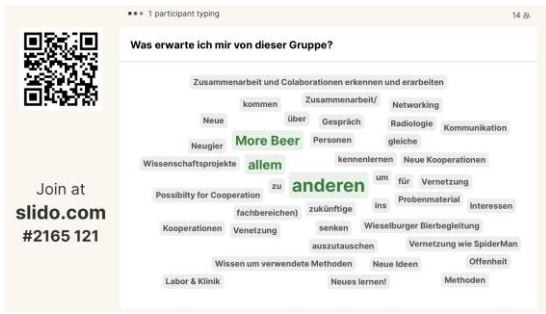 1 participant typing
14
Was erwarte ich mir von dieser Gruppe?
Zusammenarbeit und Colaborationen erkennen und erarbeiten
kommen
Zusammenarbeit/
Networking
Neue
über
Gespräch
Radiologie
Kommunikation
Neugier
More Beer
Personen
gleiche
Wissenschaftsprojekte
allem
kennenlernen
Neue Kooperationen
zu
anderen
um
für
Vernetzung
Possibilty for Cooperation
ins
Probenmaterial
Interessen
fachbereichen)
zukünftige
Kooperationen
Venetzung
senken
Wieselburger Bierbegleitung
auszutauschen
Vernetzung wie SpiderMan
Wissen um verwendete Methoden
Neue Ideen
Offenheit
Labor & Klinik
Neues lernen!
Methoden
Join at
slido.com
#2165 121